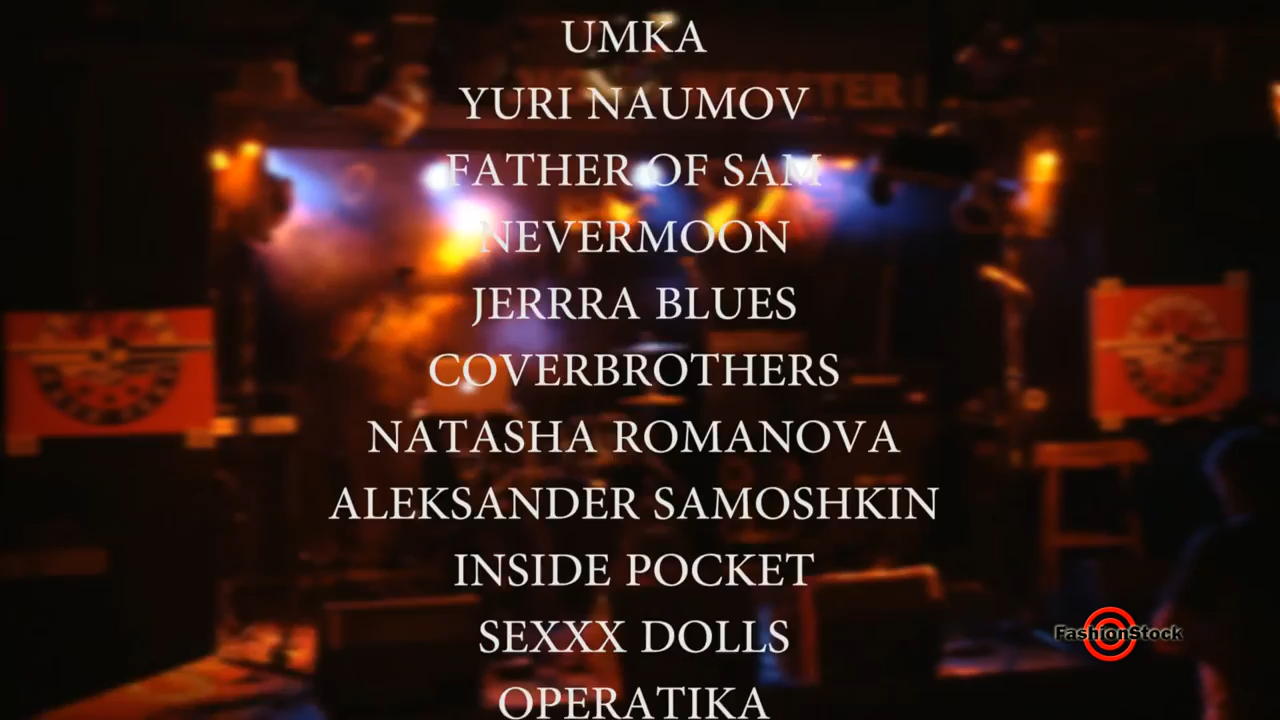 UMKA
YURI NAUMOV
FATHER OF SAM
NEVERMOON
JERRRA BLUES
COVERBROTHERS
NATASHA ROMANOVA
ALEKSANDER SAMOSHKIN
INSIDE POCKET
SEXXX DOLLS
FashionStock
OPERATIKA